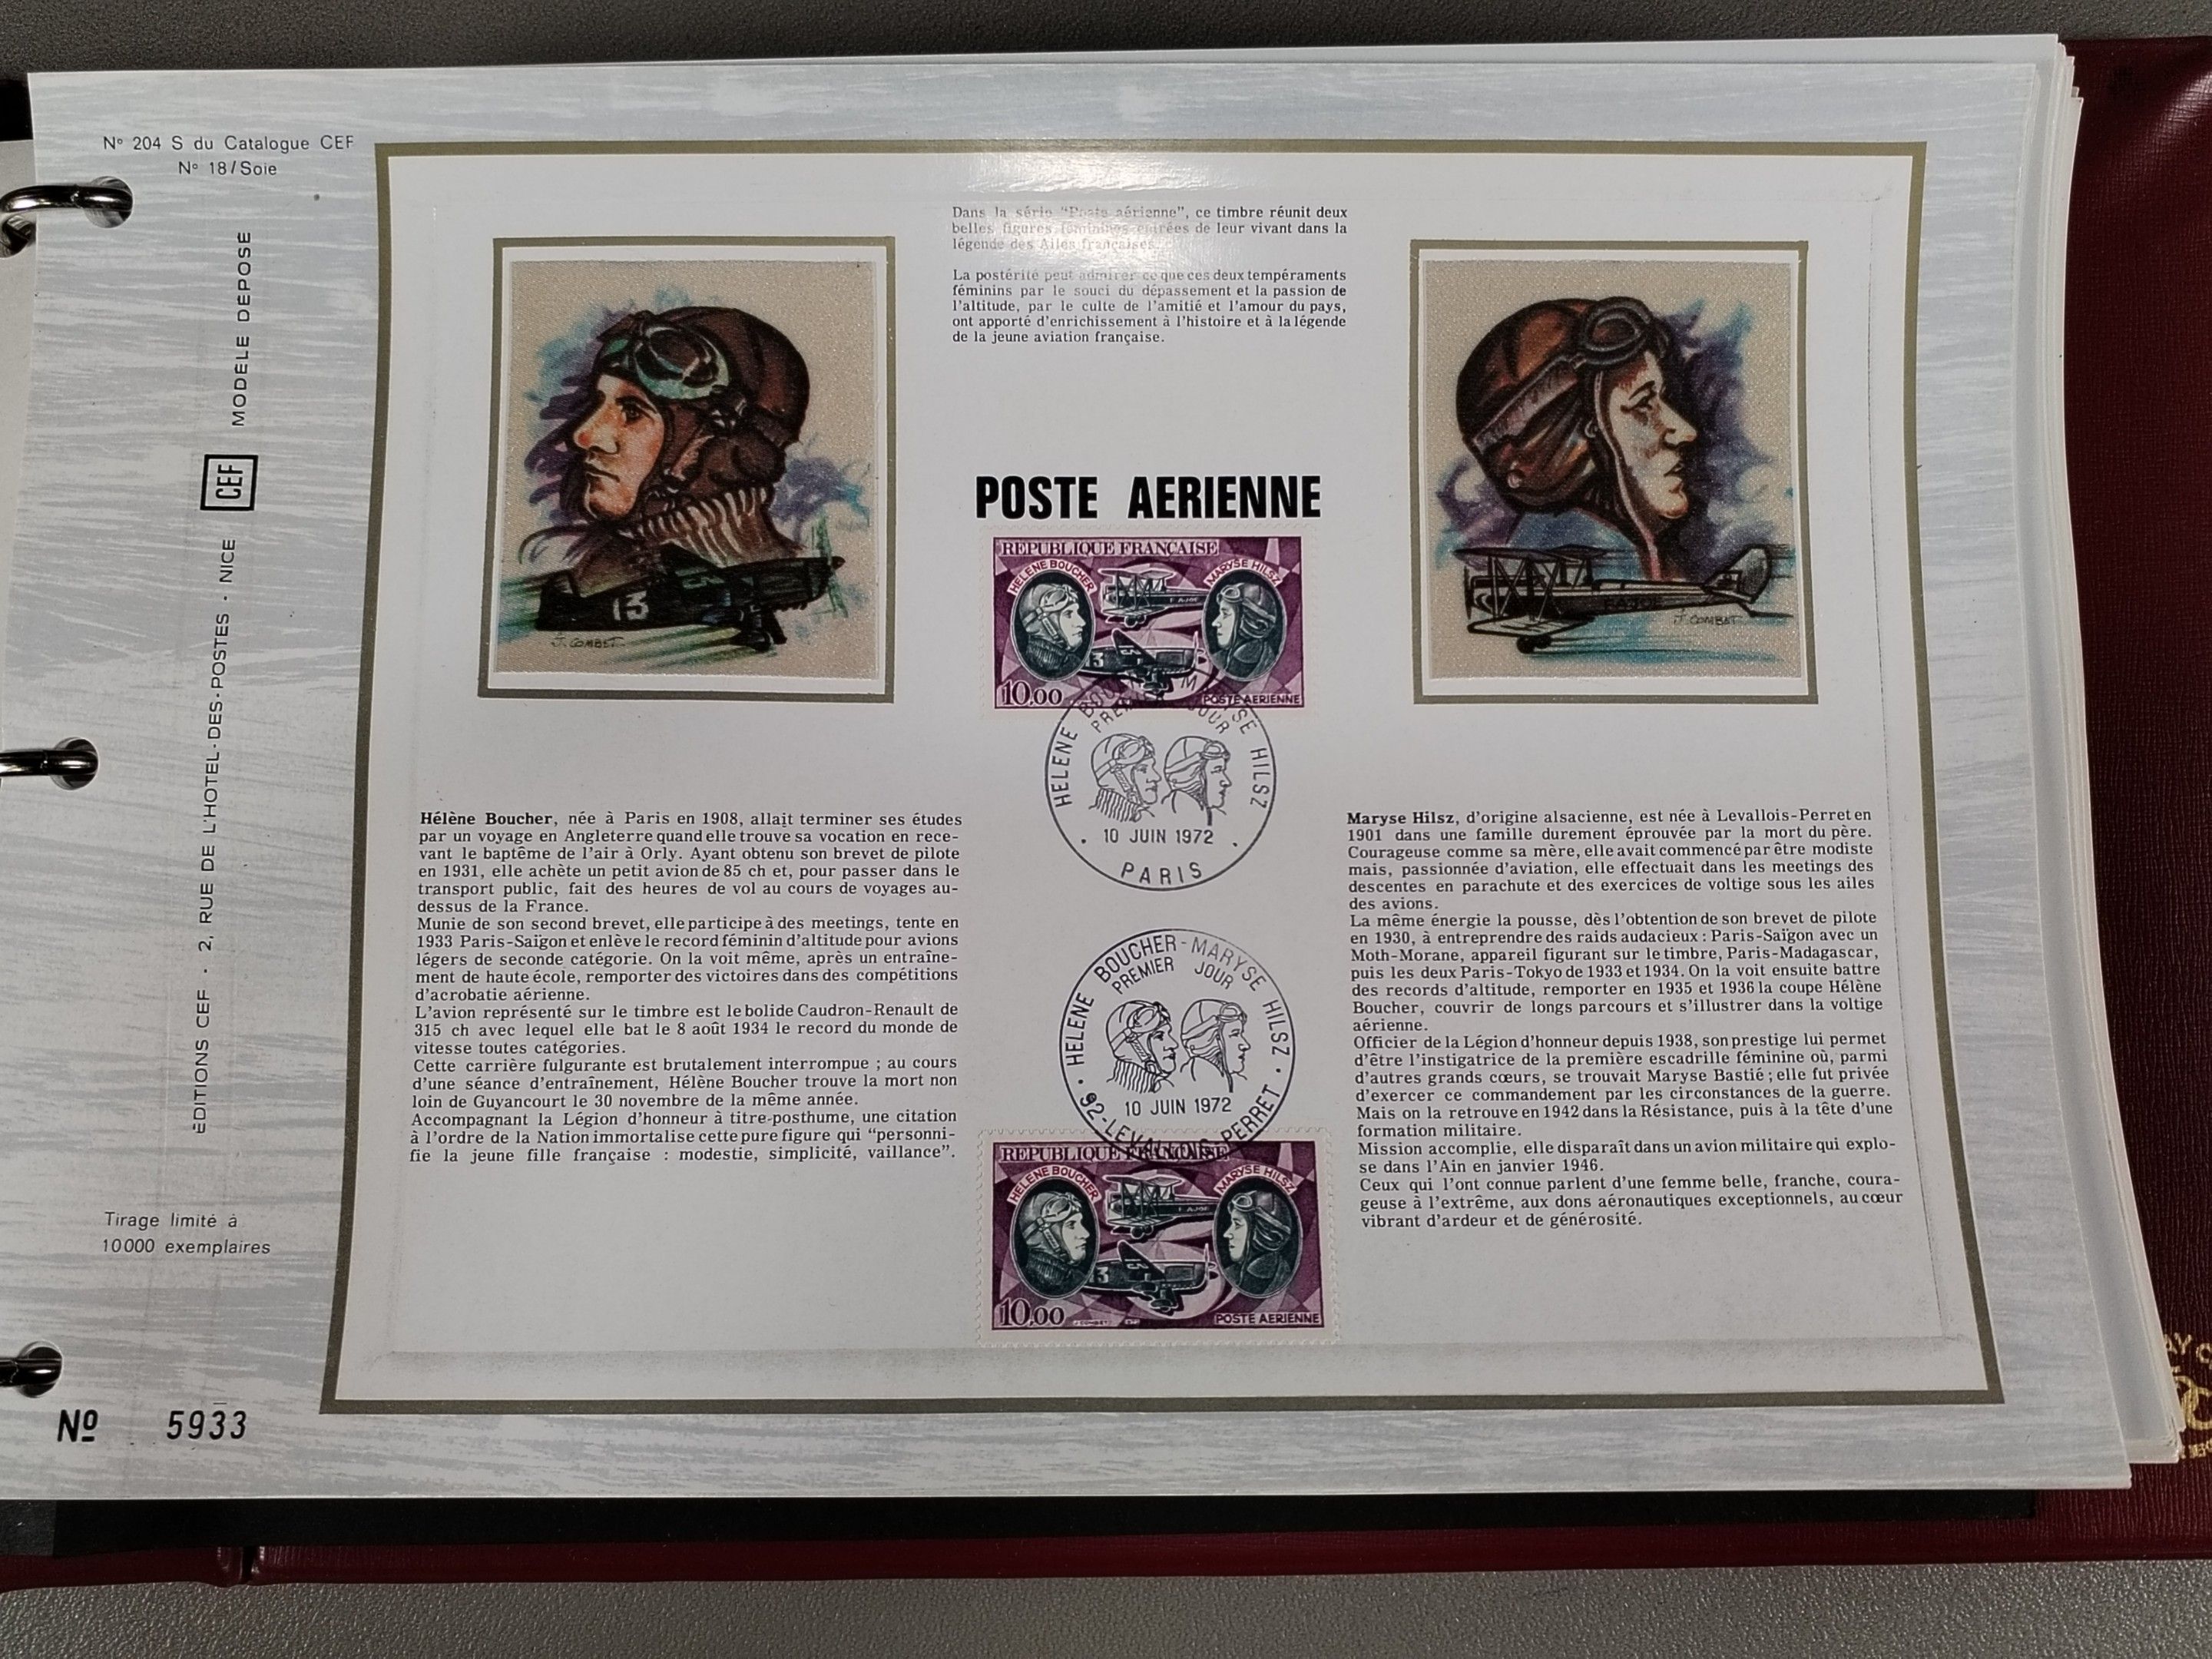 N° 204 S du Catalogue CEF
N° 18/Soie
MODELE DEPOSE
CEF
EDITIONS CEF - 2, RUE DE L'HOTEL-DES-POSTES - NICE
Tirage limité à
10000 exemplaires
Nº 5933
Dans la série "Poste aérienne", ce timbre réunit deux
belles figures féminines entrées de leur vivant dans la
légende des Ailes françaises.
La postérité peut admirer ce que ces deux tempéraments
féminins par le souci du dépassement et la passion de
l'altitude, par le culte de l'amitié et l'amour du pays,
ont apporté d'enrichissement à l'histoire et à la légende
de la jeune aviation française.
13
J. COMBET
J. COMBET
POSTE AERIENNE
REPUBLIQUE FRANÇAISE
HELENE BOUCHER
MARYSE HILSZ
13
10,00
POSTE AERIENNE
HELENE BOUCHER - MARYSE HILSZ
PREMIER JOUR
10 JUIN 1972
PARIS
Hélène Boucher, née à Paris en 1908, allait terminer ses études
par un voyage en Angleterre quand elle trouve sa vocation en rece-
vant le baptême de l'air à Orly. Ayant obtenu son brevet de pilote
en 1931, elle achète un petit avion de 85 ch et, pour passer dans le
transport public, fait des heures de vol au cours de voyages au-
dessus de la France.
Munie de son second brevet, elle participe à des meetings, tente en
1933 Paris-Saïgon et enlève le record féminin d'altitude pour avions
légers de seconde catégorie. On la voit même, après un entraîne-
ment de haute école, remporter des victoires dans des compétitions
d'acrobatie aérienne.
L'avion représenté sur le timbre est le bolide Caudron-Renault de
315 ch avec lequel elle bat le 8 août 1934 le record du monde de
vitesse toutes catégories.
Cette carrière fulgurante est brutalement interrompue ; au cours
d'une séance d'entraînement, Hélène Boucher trouve la mort non
loin de Guyancourt le 30 novembre de la même année.
Accompagnant la Légion d'honneur à titre-posthume, une citation
à l'ordre de la Nation immortalise cette pure figure qui "personni-
fie la jeune fille française : modestie, simplicité, vaillance".
HELENE BOUCHER-MARYSE HILSZ
PREMIER JOUR
10 JUIN 1972
92-LEVALLOIS-PERRET
REPUBLIQUE FRANÇAISE
HELENE BOUCHER
MARYSE HILSZ
13
10,00
POSTE AERIENNE
Maryse Hilsz, d'origine alsacienne, est née à Levallois-Perret en
1901 dans une famille durement éprouvée par la mort du père.
Courageuse comme sa mère, elle avait commencé par être modiste
mais, passionnée d'aviation, elle effectuait dans les meetings des
descentes en parachute et des exercices de voltige sous les ailes
des avions.
La même énergie la pousse, dès l'obtention de son brevet de pilote
en 1930, à entreprendre des raids audacieux : Paris-Saïgon avec un
Moth-Morane, appareil figurant sur le timbre, Paris-Madagascar,
puis les deux Paris-Tokyo de 1933 et 1934. On la voit ensuite battre
des records d'altitude, remporter en 1935 et 1936 la coupe Hélène
Boucher, couvrir de longs parcours et s'illustrer dans la voltige
aérienne.
Officier de la Légion d'honneur depuis 1938, son prestige lui permet
d'être l'instigatrice de la première escadrille féminine où, parmi
d'autres grands cœurs, se trouvait Maryse Bastié ; elle fut privée
d'exercer ce commandement par les circonstances de la guerre.
Mais on la retrouve en 1942 dans la Résistance, puis à la tête d'une
formation militaire.
Mission accomplie, elle disparaît dans un avion militaire qui explo-
se dans l'Ain en janvier 1946.
Ceux qui l'ont connue parlent d'une femme belle, franche, coura-
geuse à l'extrême, aux dons aéronautiques exceptionnels, au cœur
vibrant d'ardeur et de générosité.